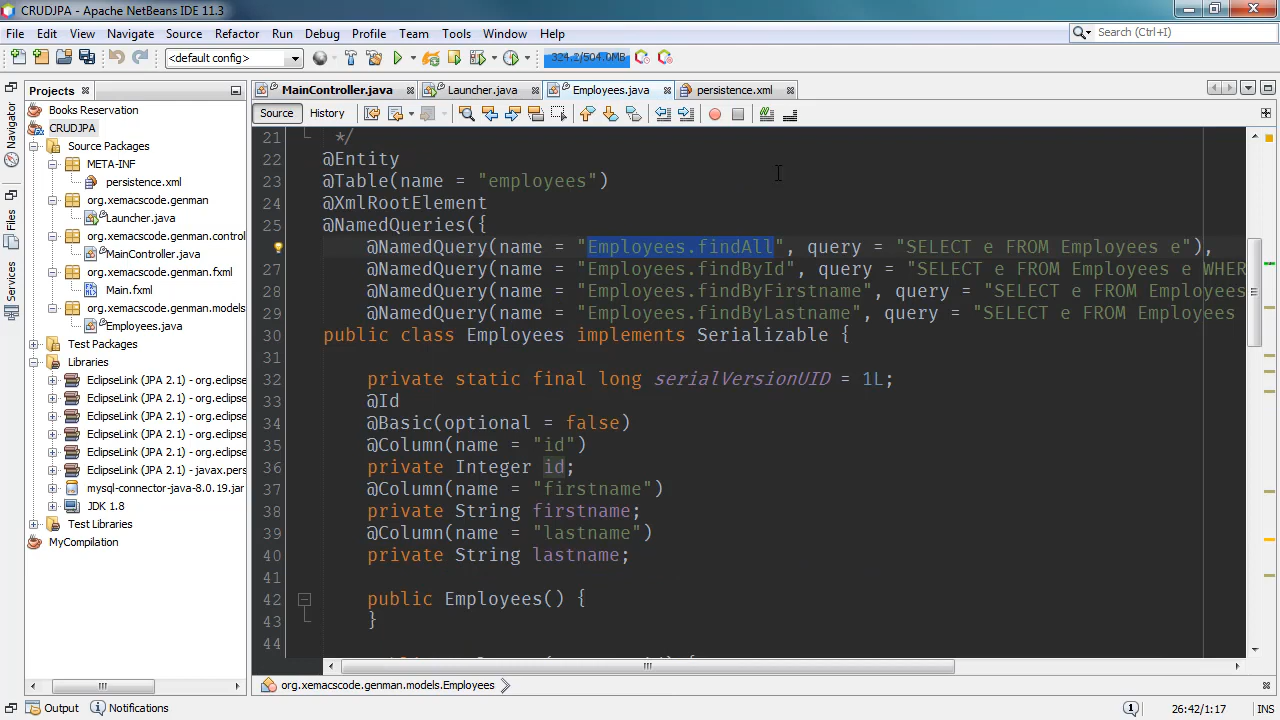 CRUDJPA - Apache NetBeans IDE 11.3
File Edit View Navigate Source Refactor Run Debug Profile Team Tools Window Help
Search (Ctrl+I)
<default config>
324.2/504.0MB
Projects
MainController.java
Launcher.java
Employees.java
persistence.xml
Source
History
Navigator
Files
Services
Books Reservation
CRUDJPA
Source Packages
META-INF
persistence.xml
org.xemacscode.genman
Launcher.java
org.xemacscode.genman.control
MainController.java
org.xemacscode.genman.fxml
Main.fxml
org.xemacscode.genman.models
Employees.java
Test Packages
Libraries
EclipseLink (JPA 2.1) - org.eclipse
EclipseLink (JPA 2.1) - org.eclips
EclipseLink (JPA 2.1) - org.eclips
EclipseLink (JPA 2.1) - org.eclips
EclipseLink (JPA 2.1) - org.eclips
EclipseLink (JPA 2.1) - javax.pers
mysql-connector-java-8.0.19.jar
JDK 1.8
Test Libraries
MyCompilation
21 */
22 @Entity
23 @Table(name = "employees")
24 @XmlRootElement
25 @NamedQueries({
@NamedQuery(name = "Employees.findAll", query = "SELECT e FROM Employees e"),
27 @NamedQuery(name = "Employees.findById", query = "SELECT e FROM Employees e WHER
28 @NamedQuery(name = "Employees.findByFirstname", query = "SELECT e FROM Employees
29 @NamedQuery(name = "Employees.findByLastname", query = "SELECT e FROM Employees
30 public class Employees implements Serializable {
31
32 private static final long serialVersionUID = 1L;
33 @Id
34 @Basic(optional = false)
35 @Column(name = "id")
36 private Integer id;
37 @Column(name = "firstname")
38 private String firstname;
39 @Column(name = "lastname")
40 private String lastname;
41
42 public Employees() {
43 }
44
org.xemacscode.genman.models.Employees
Output
Notifications
26:42/1:17
INS